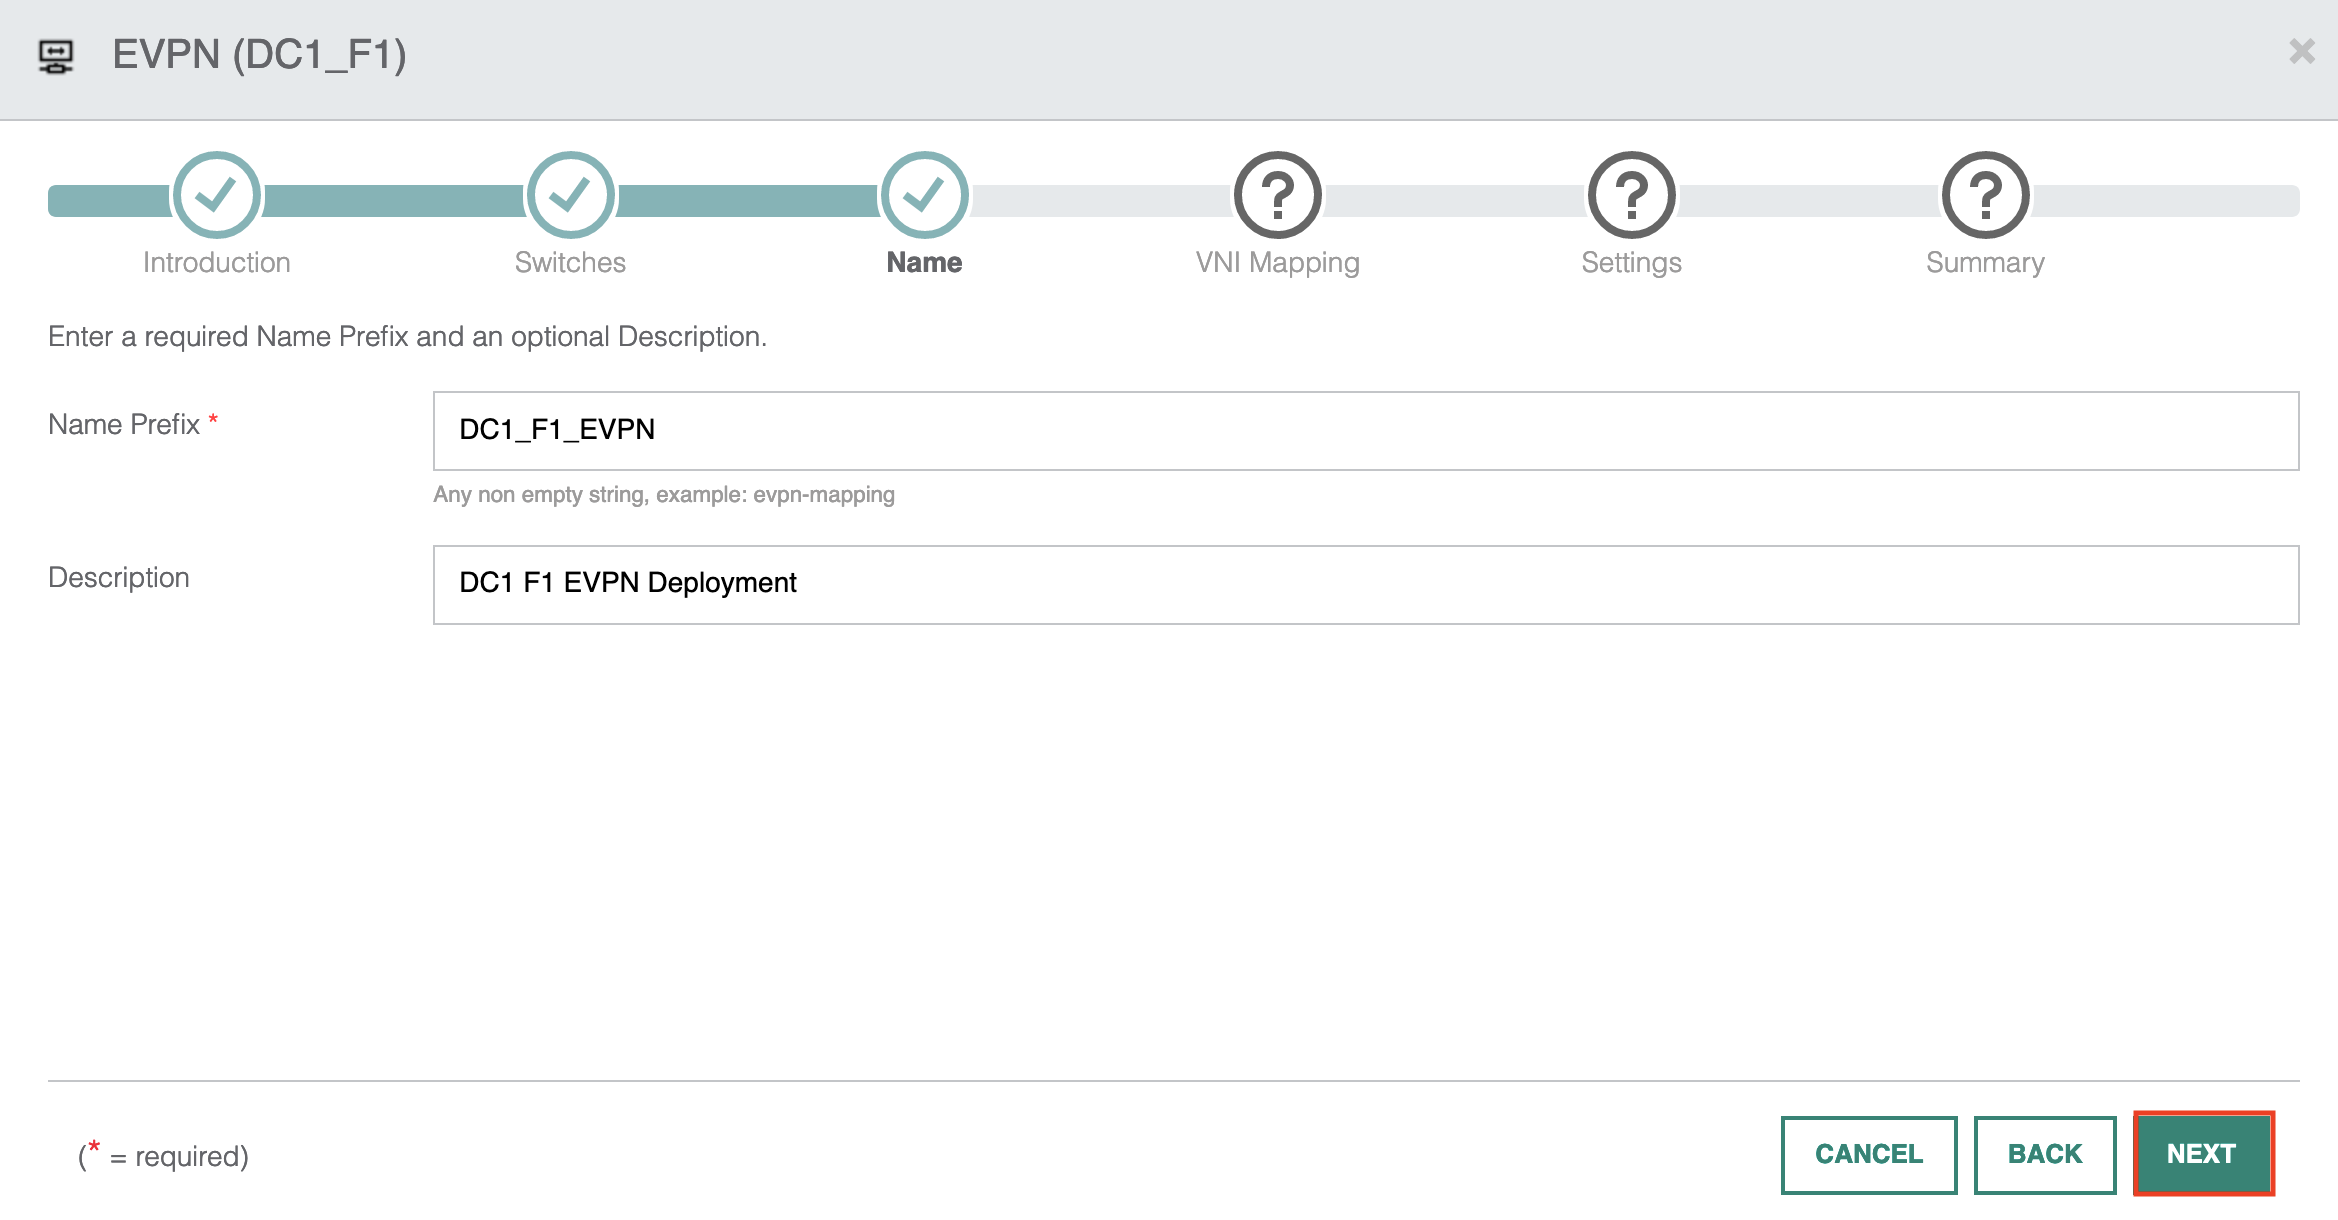 EVPN (DC1_F1)
Introduction
Switches
Name
VNI Mapping
Settings
Summary
Enter a required Name Prefix and an optional Description.
Name Prefix *
DC1_F1_EVPN
Any non empty string, example: evpn-mapping
Description
DC1 F1 EVPN Deployment
(* = required)
CANCEL
BACK
NEXT